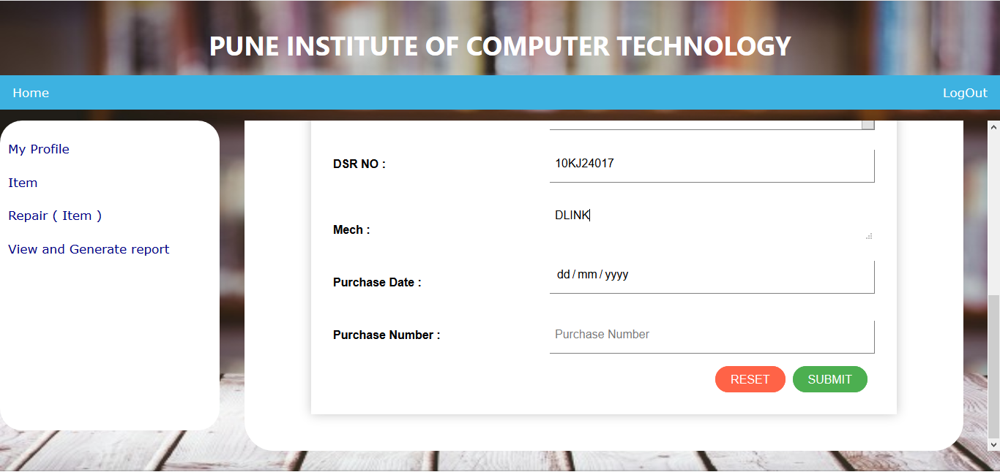 PUNE INSTITUTE OF COMPUTER TECHNOLOGY
Home
LogOut
My Profile
Item
Repair ( Item )
View and Generate report
DSR NO :
10KJ24017
Mech :
DLINK
Purchase Date :
dd / mm / yyyy
Purchase Number :
Purchase Number
RESET
SUBMIT